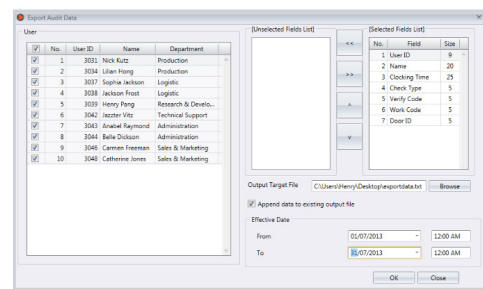 Export Audit Data
User
No. User ID Name Department
1 3031 Nick Kutz Production
2 3034 Lilian Hong Production
3 3037 Sophia Jackson Logistic
4 3038 Jackson Frost Logistic
5 3039 Henry Pang Research & Develo...
6 3042 Jazzter Vitz Technical Support
7 3043 Anabel Raymond Administration
8 3044 Belle Dickson Administration
9 3046 Carmen Freeman Sales & Marketing
10 3048 Catherine Jones Sales & Marketing
[Unselected Fields List]
<<
>>
^
v
[Selected Fields List]
No. Field Size
1 User ID 9
2 Name 20
3 Clocking Time 25
4 Check Type 5
5 Verify Code 5
6 Work Code 5
7 Door ID 5
Output Target File C:\Users\Henry\Desktop\exportdata.txt Browse
Append data to existing output file
Effective Date
From 01/07/2013 12:00 AM
To 31/07/2013 12:00 AM
OK Close